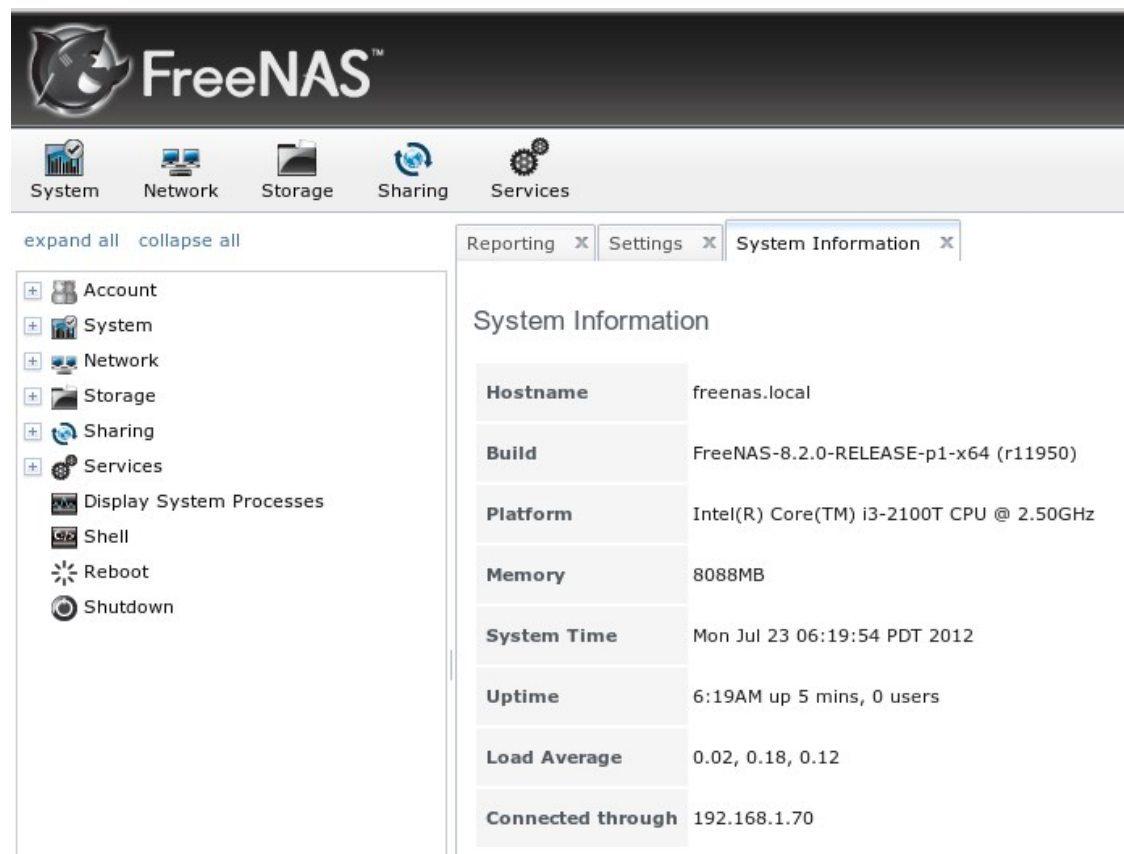 FreeNAS™
System Network Storage Sharing Services
expand all collapse all
Account
System
Network
Storage
Sharing
Services
Display System Processes
Shell
Reboot
Shutdown
Reporting X Settings X System Information X
System Information
Hostname freenas.local
Build FreeNAS-8.2.0-RELEASE-p1-x64 (r11950)
Platform Intel(R) Core(TM) i3-2100T CPU @ 2.50GHz
Memory 8088MB
System Time Mon Jul 23 06:19:54 PDT 2012
Uptime 6:19AM up 5 mins, 0 users
Load Average 0.02, 0.18, 0.12
Connected through 192.168.1.70